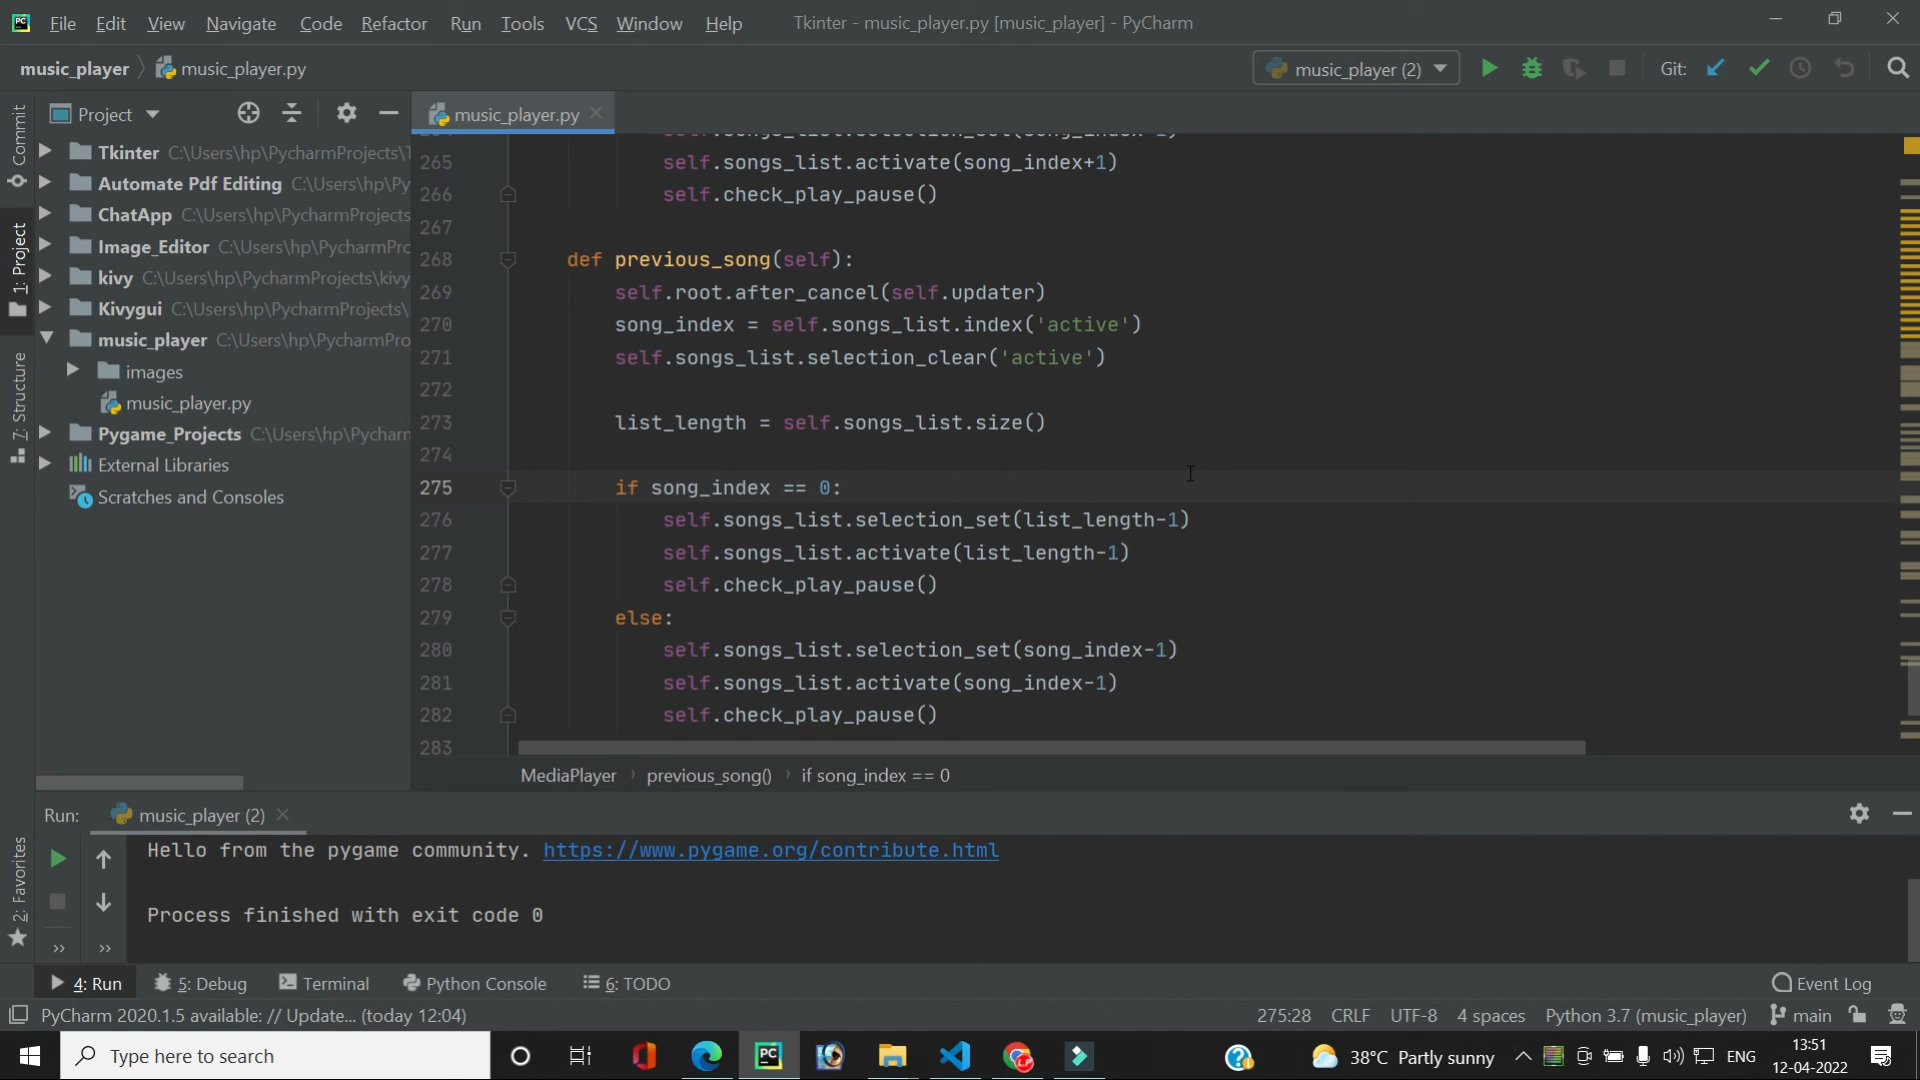 File Edit View Navigate Code Refactor Run Tools VCS Window Help Tkinter - music_player.py [music_player] - PyCharm
music_player music_player.py music_player (2) Git:
Project music_player.py
Commit
1: Project
7: Structure
2: Favorites
Tkinter C:\Users\hp\PycharmProjects\T
Automate Pdf Editing C:\Users\hp\Py
ChatApp C:\Users\hp\PycharmProjects
Image_Editor C:\Users\hp\PycharmPro
kivy C:\Users\hp\PycharmProjects\kivy
Kivygui C:\Users\hp\PycharmProjects\
music_player C:\Users\hp\PycharmPro
images
music_player.py
Pygame_Projects C:\Users\hp\Pycharm
External Libraries
Scratches and Consoles
265 self.songs_list.activate(song_index+1)
266 self.check_play_pause()
267
268 def previous_song(self):
269 self.root.after_cancel(self.updater)
270 song_index = self.songs_list.index('active')
271 self.songs_list.selection_clear('active')
272
273 list_length = self.songs_list.size()
274
275 if song_index == 0:
276 self.songs_list.selection_set(list_length-1)
277 self.songs_list.activate(list_length-1)
278 self.check_play_pause()
279 else:
280 self.songs_list.selection_set(song_index-1)
281 self.songs_list.activate(song_index-1)
282 self.check_play_pause()
283
MediaPlayer previous_song() if song_index == 0
Run: music_player (2)
Hello from the pygame community. https://www.pygame.org/contribute.html
Process finished with exit code 0
4: Run 5: Debug Terminal Python Console 6: TODO Event Log
PyCharm 2020.1.5 available: // Update... (today 12:04) 275:28 CRLF UTF-8 4 spaces Python 3.7 (music_player) main
Type here to search 38°C Partly sunny ENG 13:51
12-04-2022